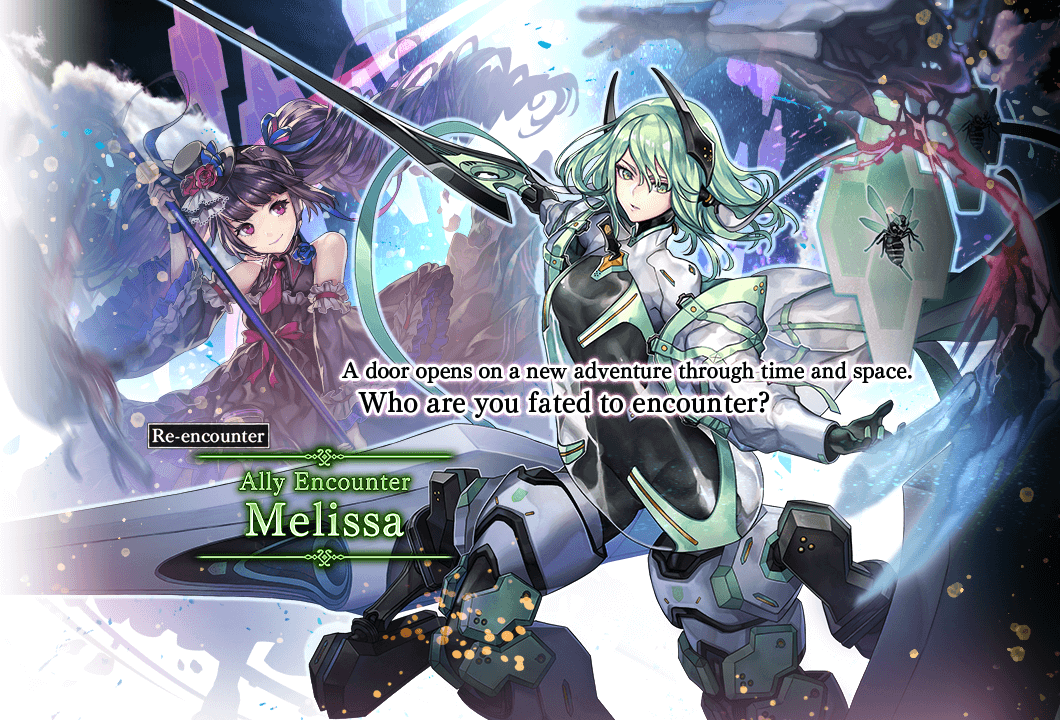 A door opens on a new adventure through time and space.
Who are you fated to encounter?
Re-encounter
Ally Encounter
Melissa